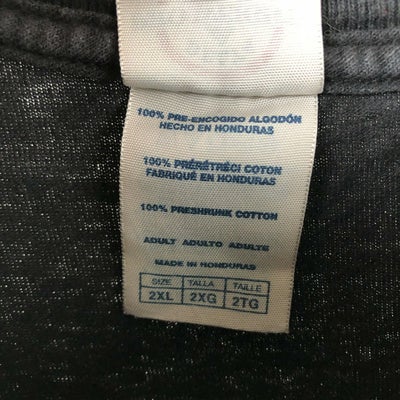 100% PRE-ENCOGIDO ALGODÓN
HECHO EN HONDURAS
100% PRÉRÉTRÉCI COTON
FABRIQUÉ EN HONDURAS
100% PRESHRUNK COTTON
ADULT ADULTO ADULTE
MADE IN HONDURAS
SIZE TALLA TAILLE
2XL 2XG 2TG